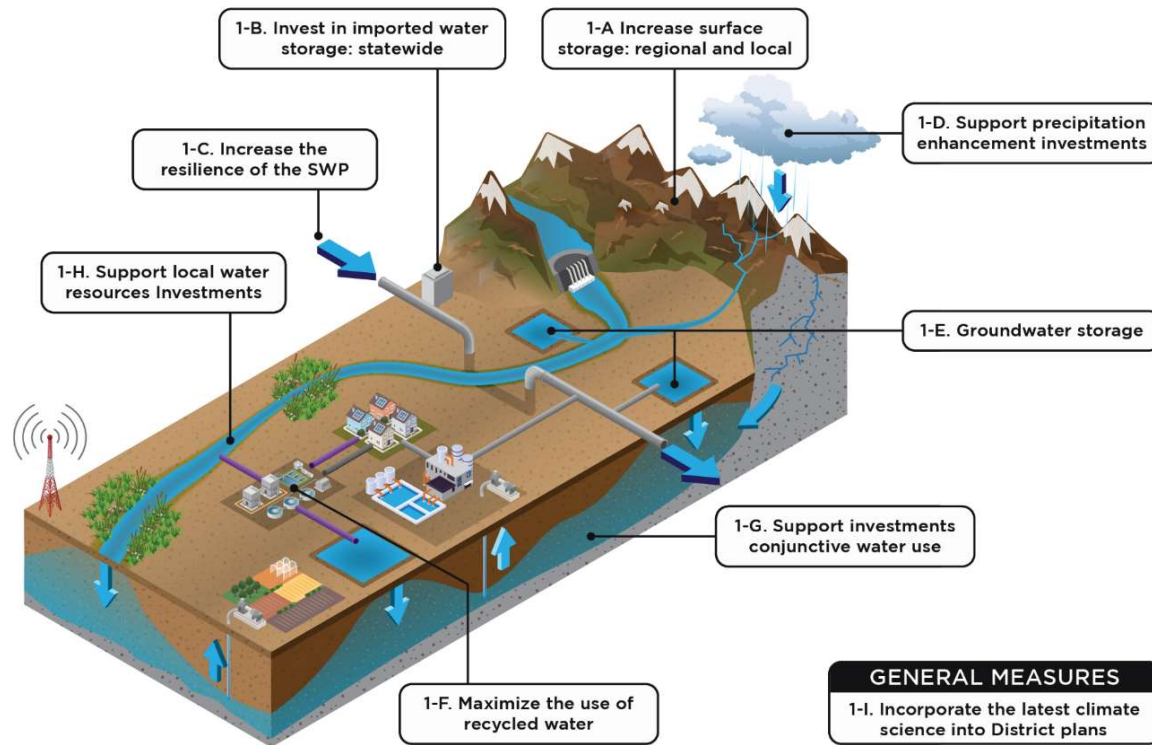 1-B. Invest in imported water
storage: statewide
1-A Increase surface
storage: regional and local
1-D. Support precipitation
enhancement investments
1-C. Increase the
resilience of the SWP
1-H. Support local water
resources Investments
1-E. Groundwater storage
1-G. Support investments
conjunctive water use
1-F. Maximize the use of
recycled water
GENERAL MEASURES
1-I. Incorporate the latest climate
science into District plans